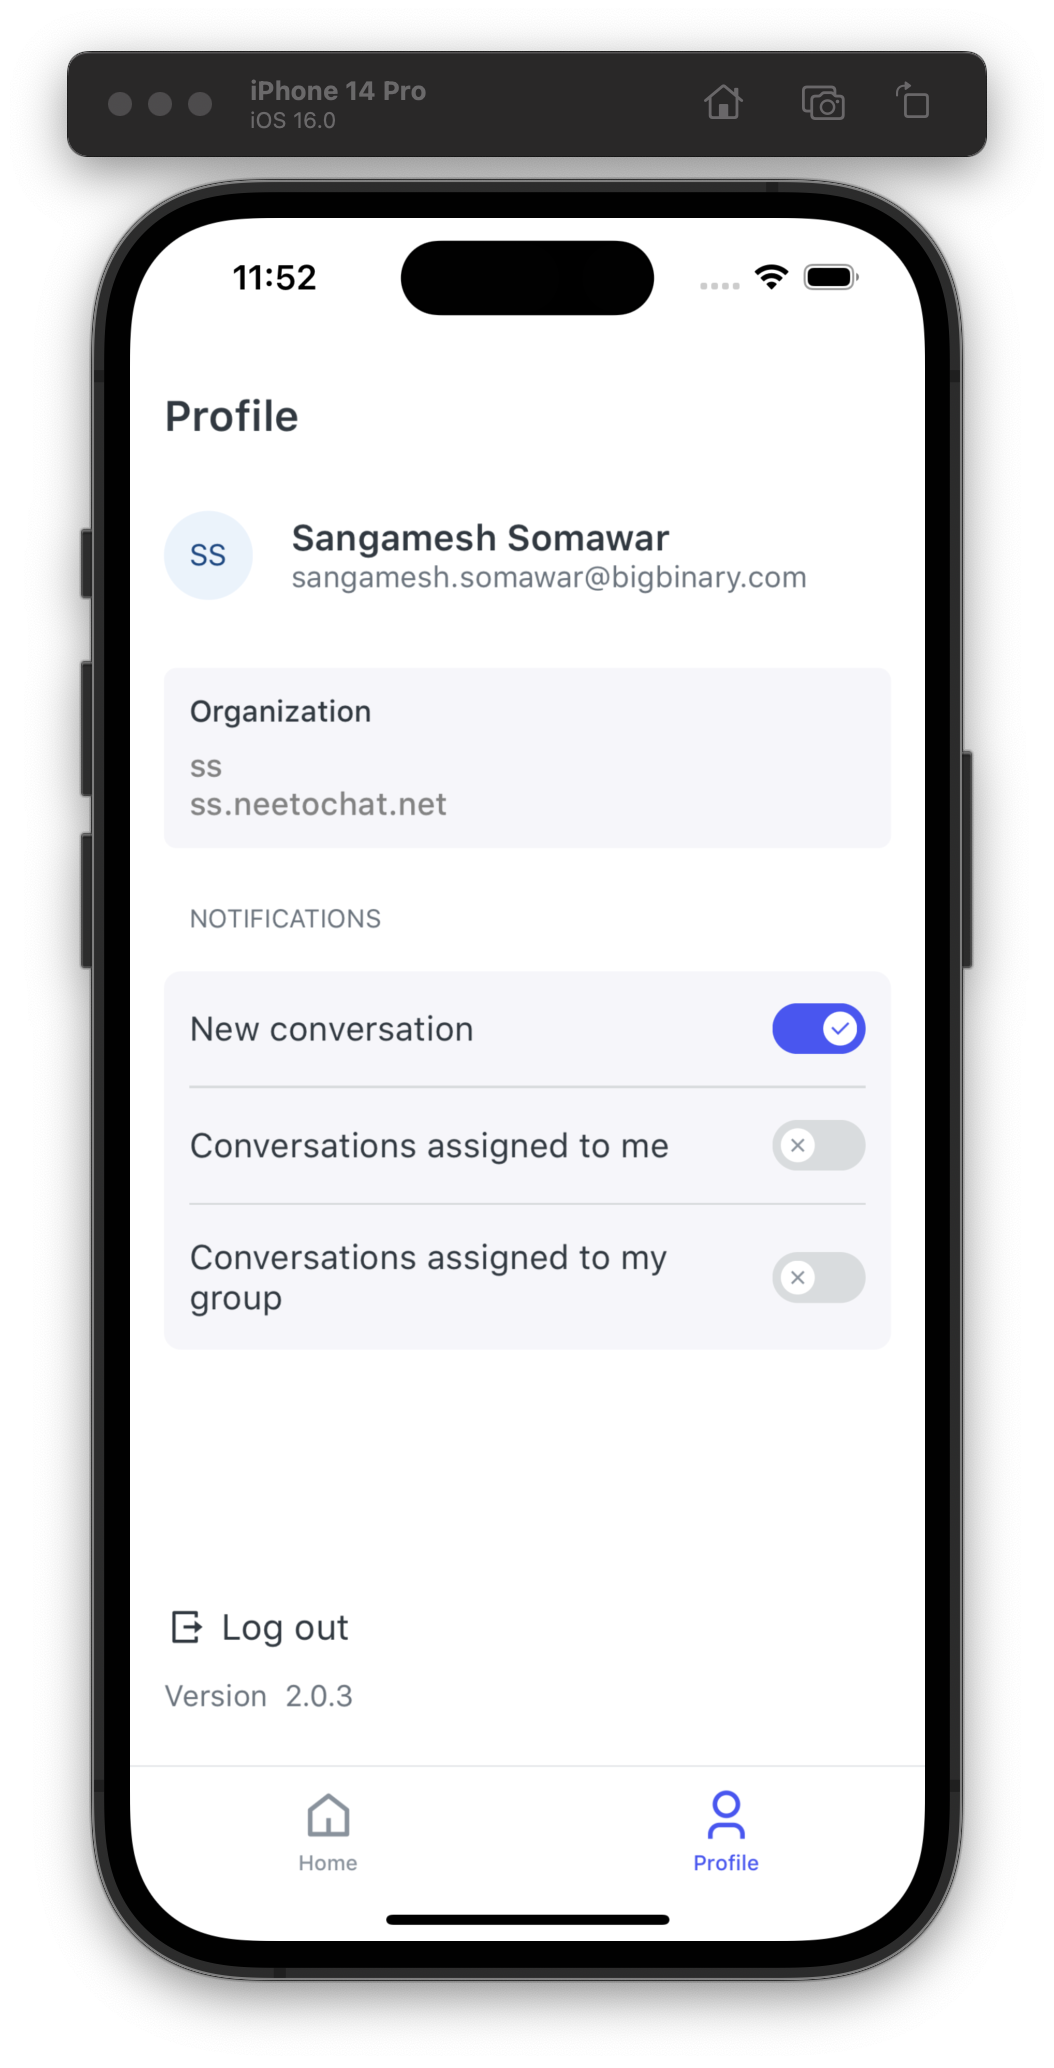 iPhone 14 Pro
iOS 16.0
11:52
Profile
SS
Sangamesh Somawar
sangamesh.somawar@bigbinary.com
Organization
ss
ss.neetochat.net
NOTIFICATIONS
New conversation
Conversations assigned to me
Conversations assigned to my
group
Log out
Version 2.0.3
Home
Profile